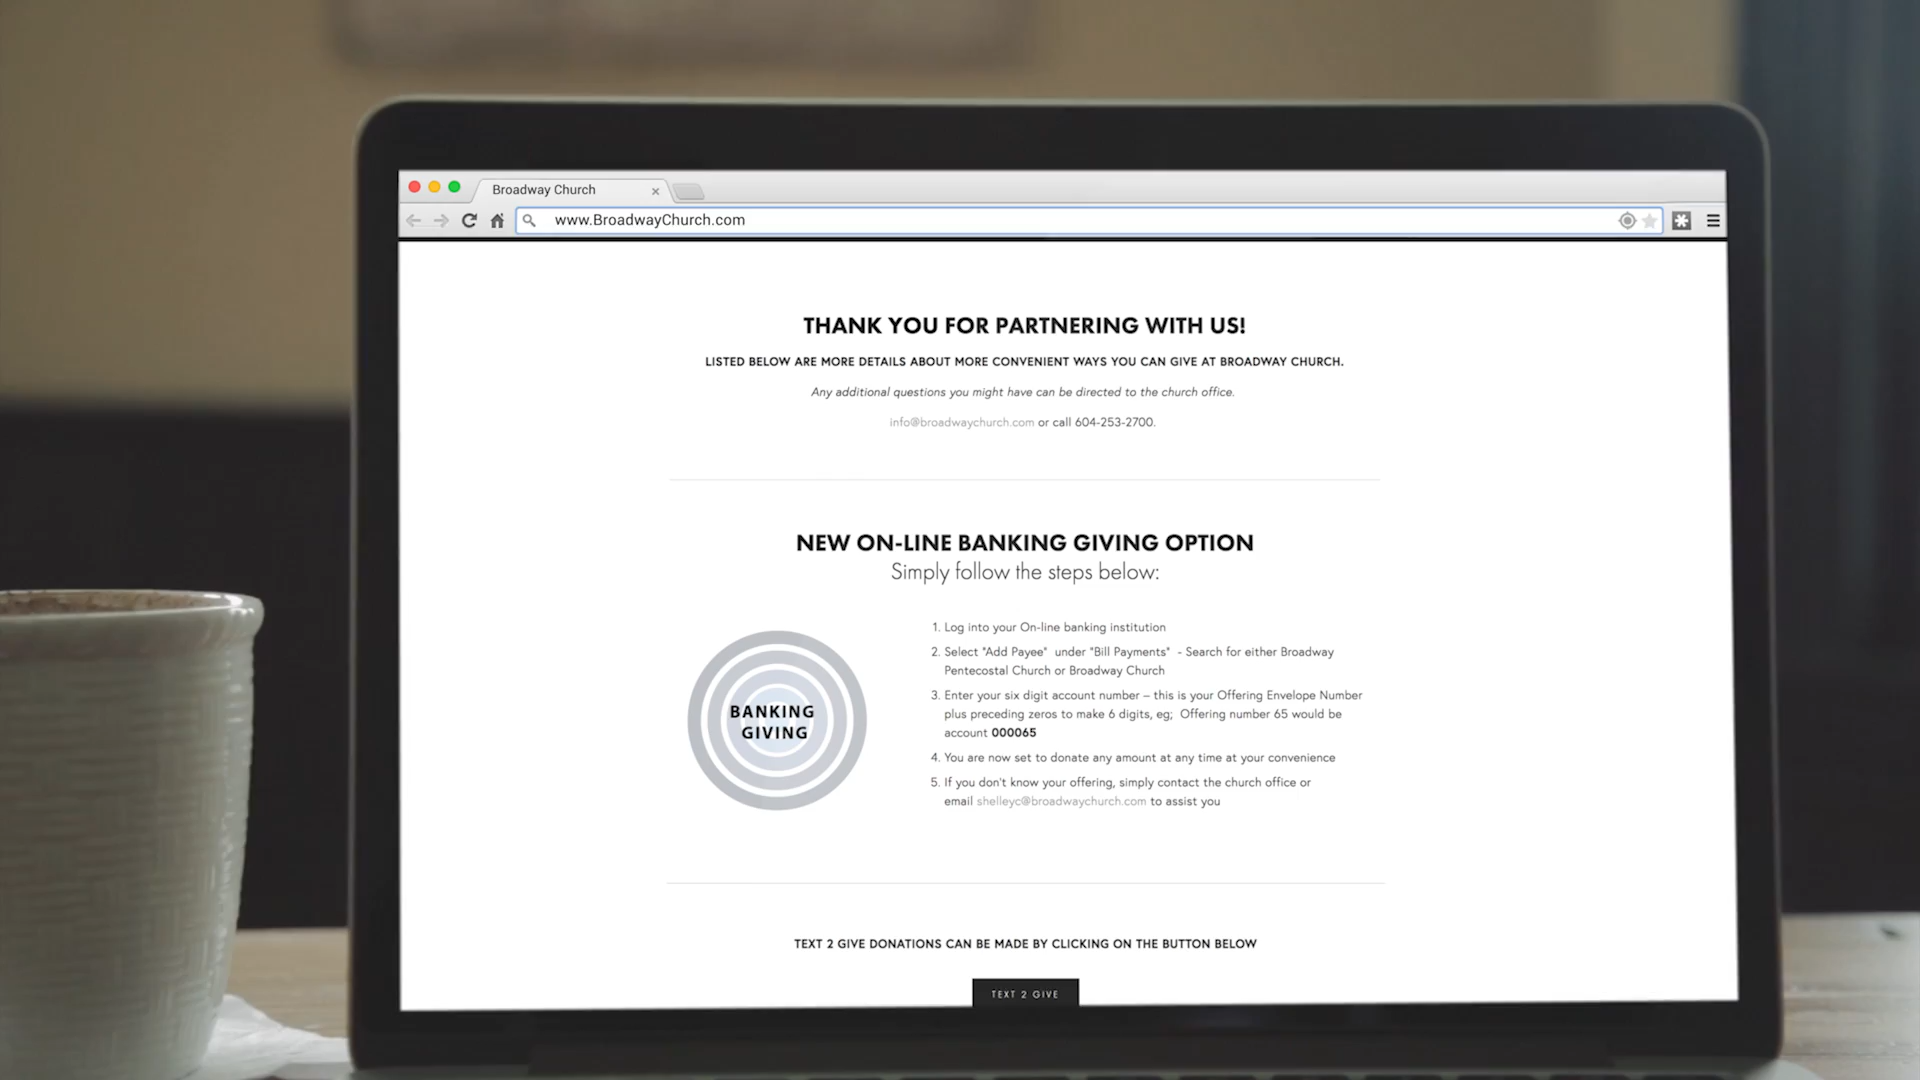 Broadway Church
www.BroadwayChurch.com
THANK YOU FOR PARTNERING WITH US!
LISTED BELOW ARE MORE DETAILS ABOUT MORE CONVENIENT WAYS YOU CAN GIVE AT BROADWAY CHURCH.
Any additional questions you might have can be directed to the church office.
info@broadwaychurch.com or call 604-253-2700.
NEW ON-LINE BANKING GIVING OPTION
Simply follow the steps below:
BANKING
GIVING
1. Log into your On-line banking institution
2. Select "Add Payee"  under "Bill Payments"  - Search for either Broadway
Pentecostal Church or Broadway Church
3. Enter your six digit account number – this is your Offering Envelope Number
plus preceding zeros to make 6 digits, eg;  Offering number 65 would be
account 000065
4. You are now set to donate any amount at any time at your convenience
5. If you don't know your offering, simply contact the church office or
email shelleyc@broadwaychurch.com to assist you
TEXT 2 GIVE DONATIONS CAN BE MADE BY CLICKING ON THE BUTTON BELOW
TEXT 2 GIVE